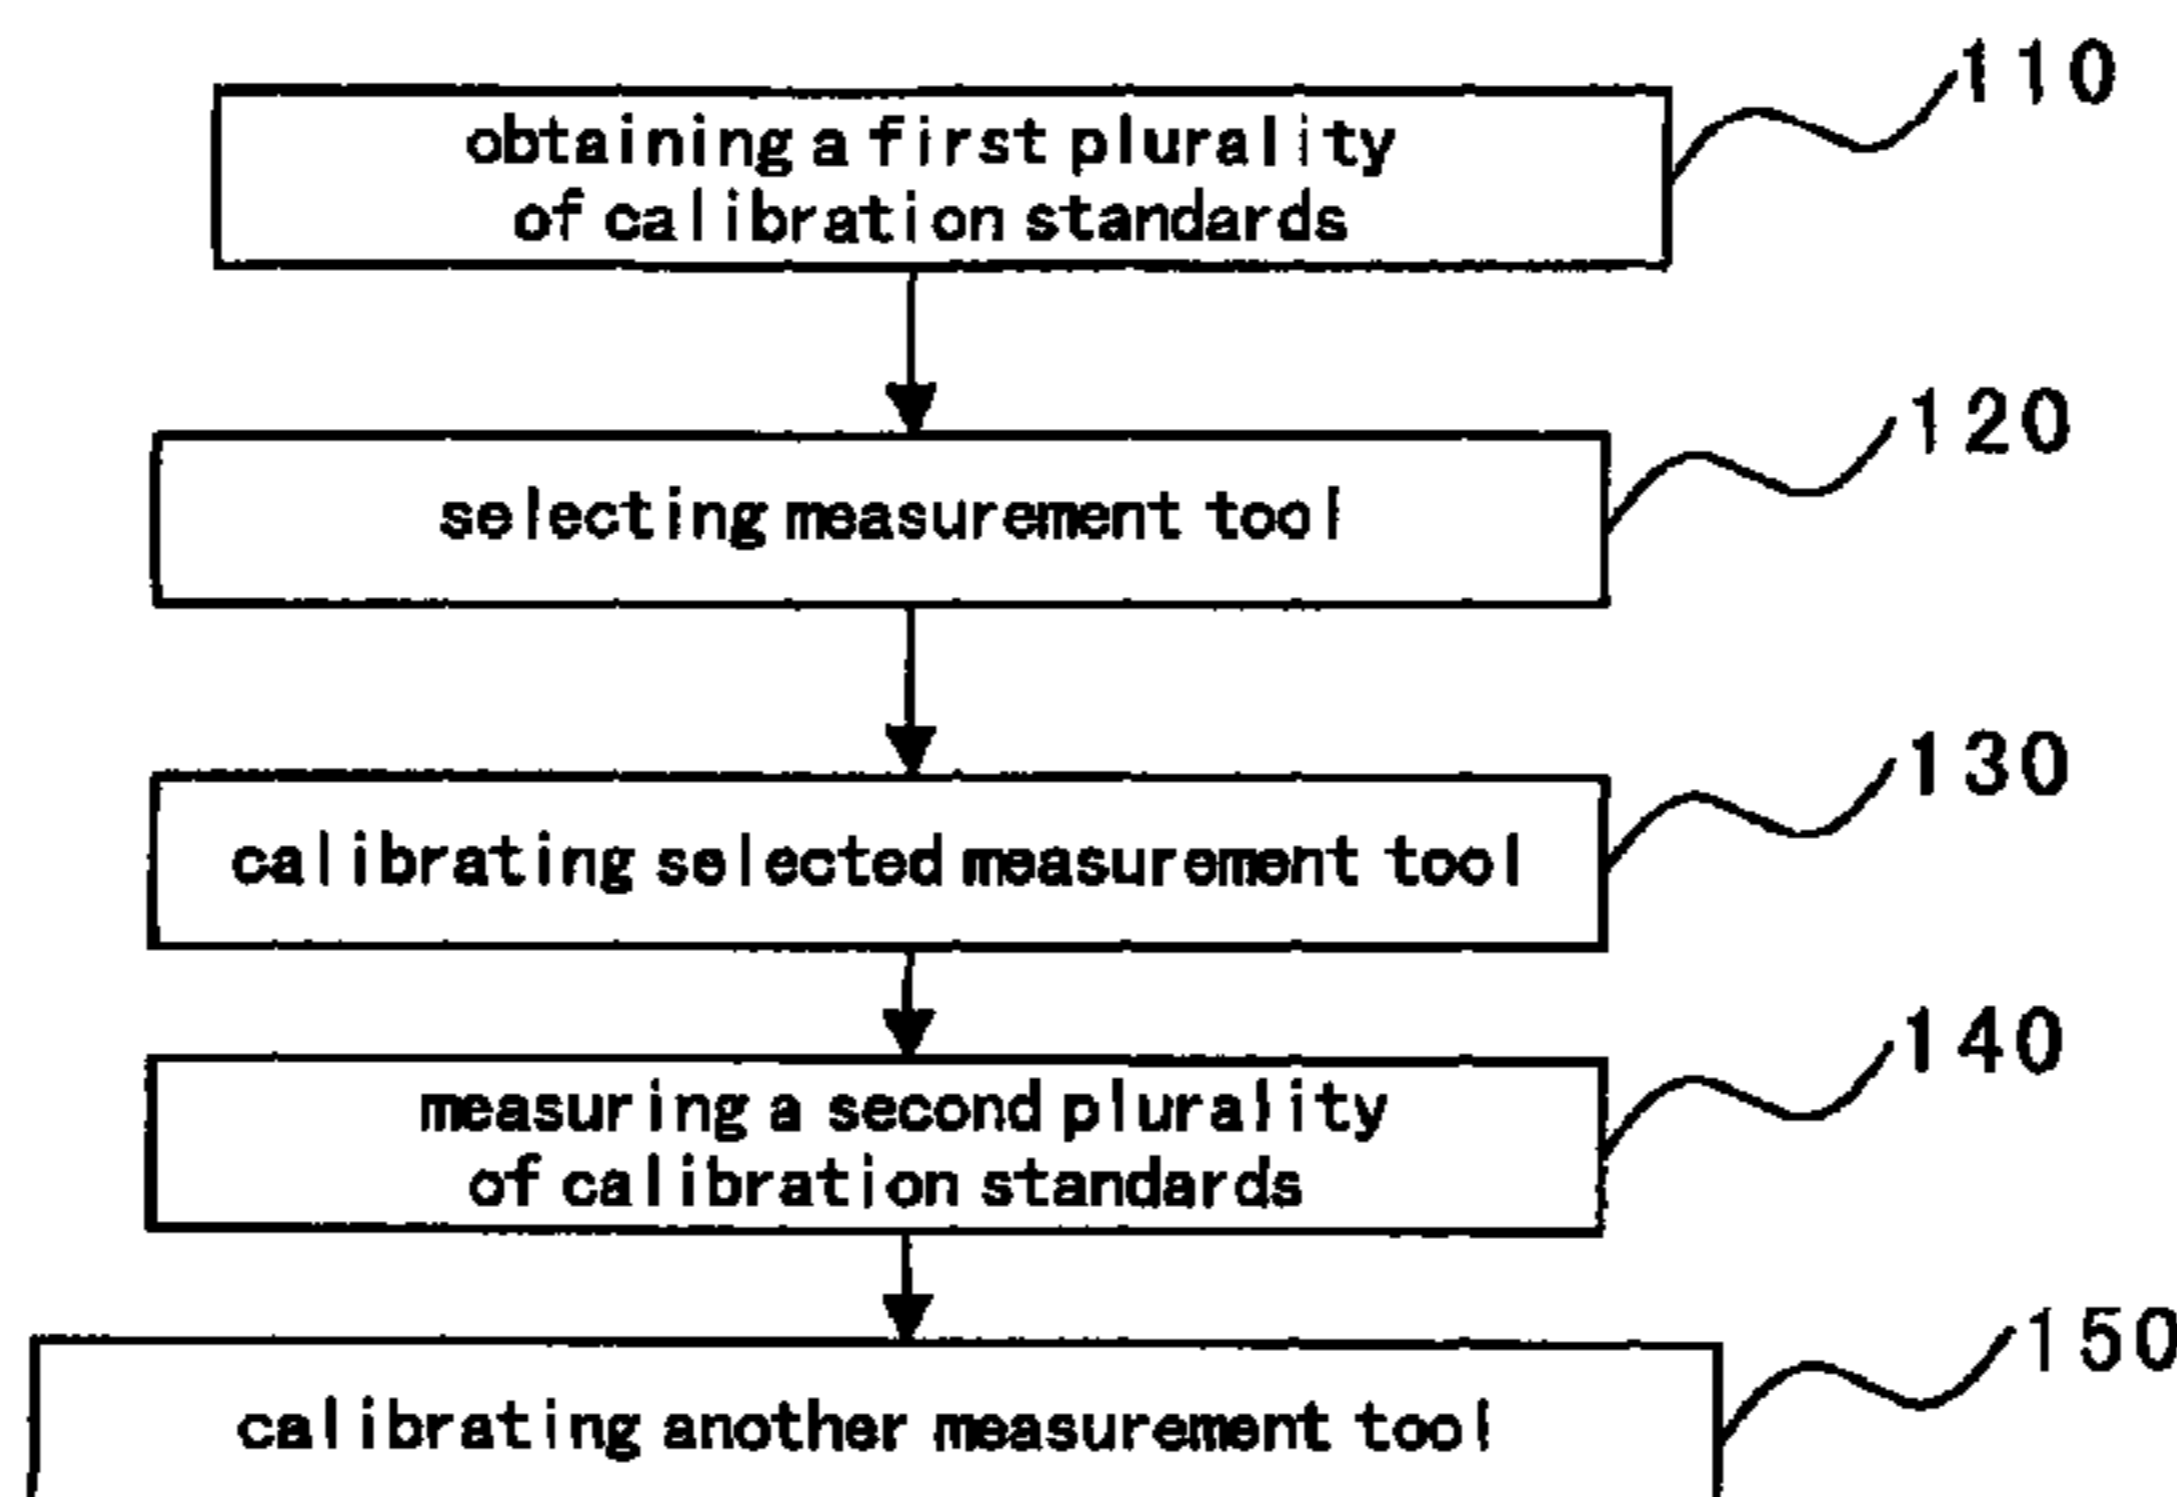 110
obtaining a first plurality
of calibration standards
120
selecting measurement tool
130
calibrating selected measurement tool
140
measuring a second plurality
of calibration standards
150
calibrating another measurement tool